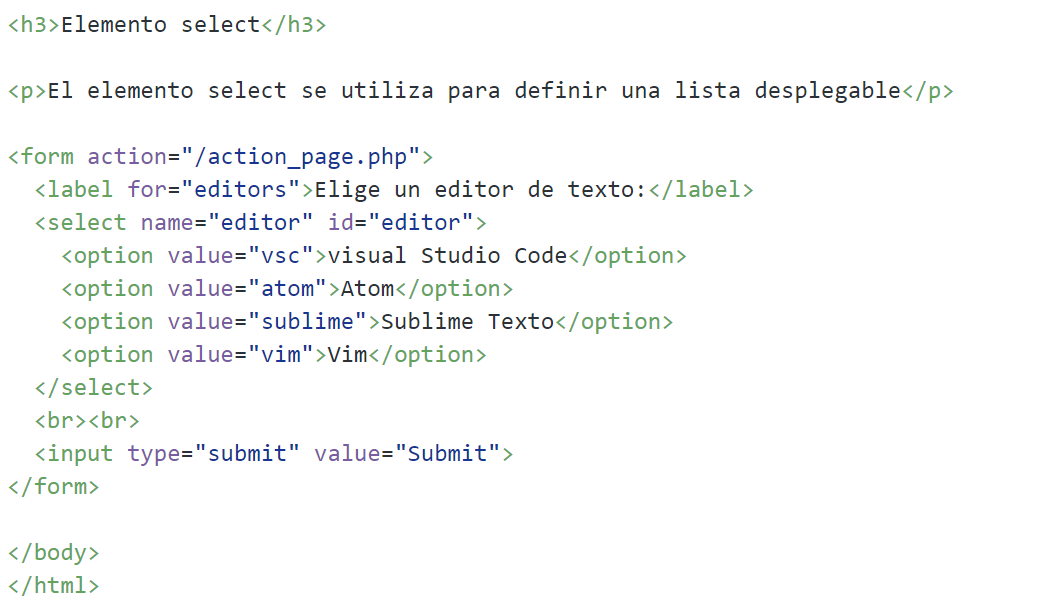 <h3>Elemento select</h3>
<p>El elemento select se utiliza para definir una lista desplegable</p>
<form action="/action_page.php">
<label for="editors">Elige un editor de texto:</label>
<select name="editor" id="editor">
<option value="vsc">visual Studio Code</option>
<option value="atom">Atom</option>
<option value="sublime">Sublime Texto</option>
<option value="vim">Vim</option>
</select>
<br><br>
<input type="submit" value="Submit">
</form>
</body>
</html>